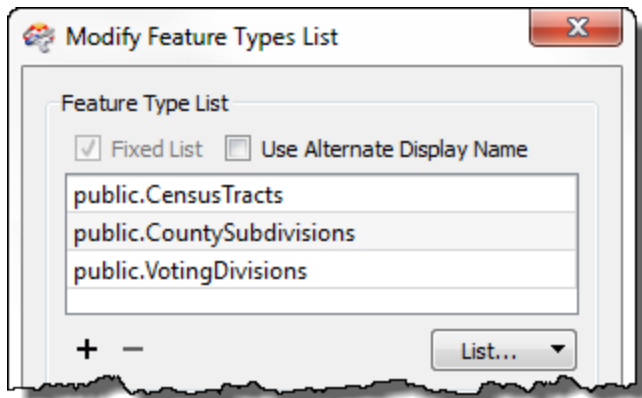 Modify Feature Types List
Feature Type List
Fixed List Use Alternate Display Name
public.CensusTracts
public.CountySubdivisions
public.VotingDivisions
List...